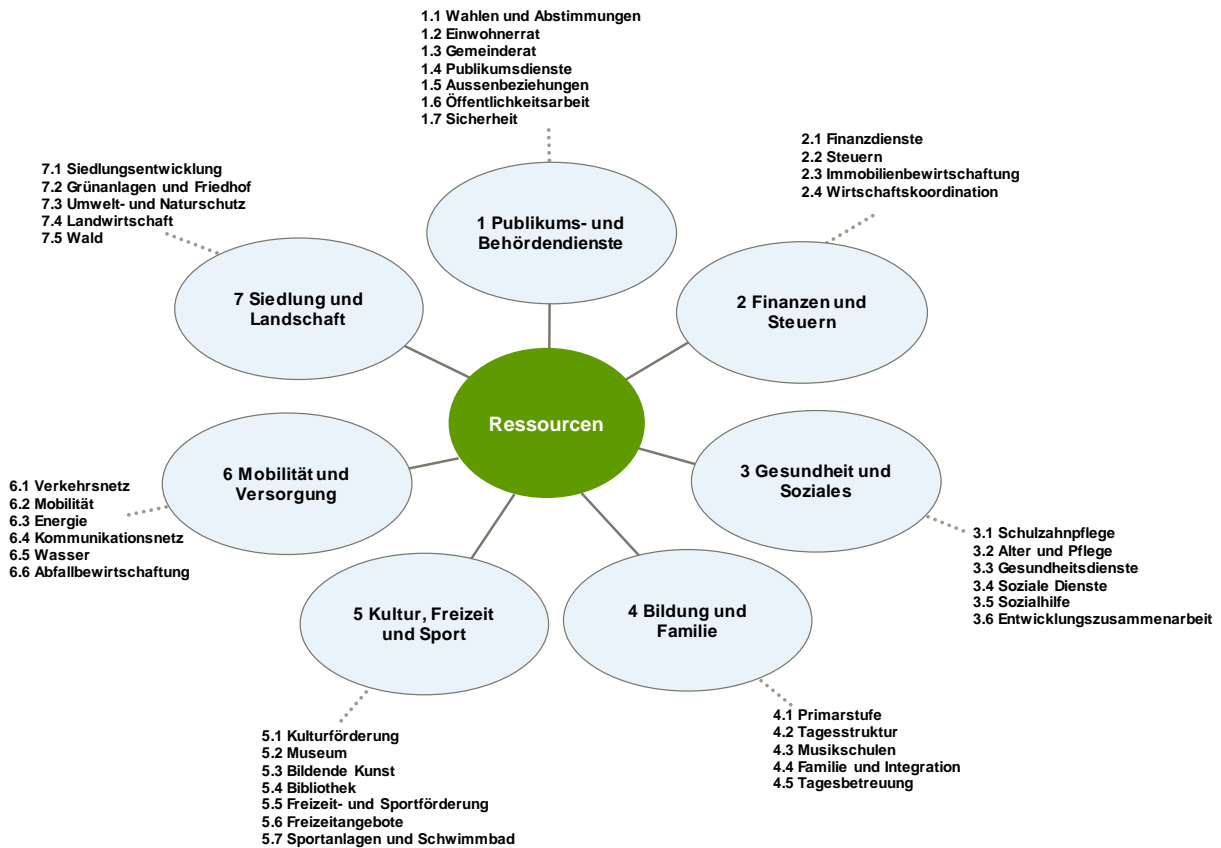 1.1 Wahlen und Abstimmungen
1.2 Einwohnerrat
1.3 Gemeinderat
1.4 Publikumsdienste
1.5 Aussenbeziehungen
1.6 Öffentlichkeitsarbeit
1.7 Sicherheit
2.1 Finanzdienste
2.2 Steuern
2.3 Immobilienbewirtschaftung
2.4 Wirtschaftskoordination
7.1 Siedlungsentwicklung
7.2 Grünanlagen und Friedhof
7.3 Umwelt- und Naturschutz
7.4 Landwirtschaft
7.5 Wald
1 Publikums- und
Behördendienste
7 Siedlung und
Landschaft
2 Finanzen und
Steuern
Ressourcen
6 Mobilität und
Versorgung
3 Gesundheit und
Soziales
6.1 Verkehrsnetz
6.2 Mobilität
6.3 Energie
6.4 Kommunikationsnetz
6.5 Wasser
6.6 Abfallbewirtschaftung
3.1 Schulzahnpflege
3.2 Alter und Pflege
3.3 Gesundheitsdienste
3.4 Soziale Dienste
3.5 Sozialhilfe
3.6 Entwicklungszusammenarbeit
5 Kultur, Freizeit
und Sport
4 Bildung und
Familie
4.1 Primarstufe
4.2 Tagesstruktur
4.3 Musikschulen
4.4 Familie und Integration
4.5 Tagesbetreuung
5.1 Kulturförderung
5.2 Museum
5.3 Bildende Kunst
5.4 Bibliothek
5.5 Freizeit- und Sportförderung
5.6 Freizeitangebote
5.7 Sportanlagen und Schwimmbad